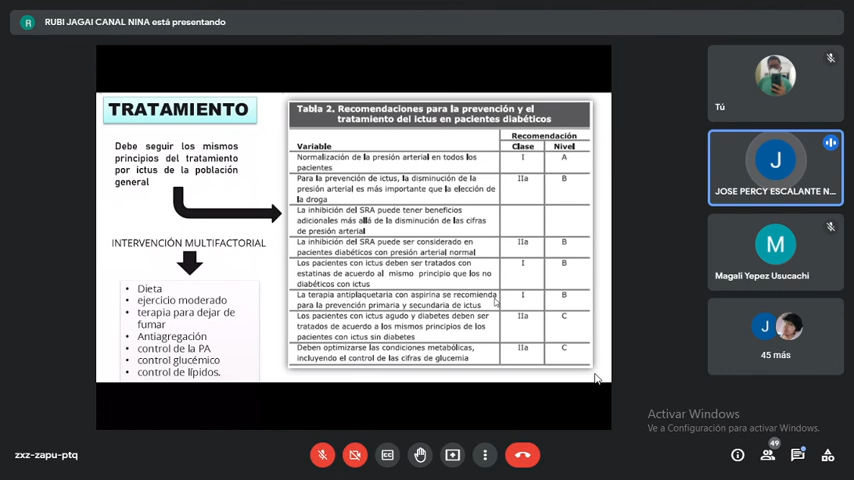 R RUBI JAGAI CANAL NINA está presentando
TRATAMIENTO
Debe seguir los mismos
principios del tratamiento
por ictus de la población
general
INTERVENCIÓN MULTIFACTORIAL
• Dieta
• ejercicio moderado
• terapia para dejar de
fumar
• Antiagregación
• control de la PA
• control glucémico
• control de lípidos.
Tabla 2. Recomendaciones para la prevención y el
tratamiento del ictus en pacientes diabéticos
Recomendación
Variable Clase Nivel
Normalización de la presión arterial en todos los I A
pacientes
Para la prevención de ictus, la disminución de la IIa B
presión arterial es más importante que la elección de
la droga
La inhibición del SRA puede tener beneficios
adicionales más allá de la disminución de las cifras
de presión arterial
La inhibición del SRA puede ser considerado en IIa B
pacientes diabéticos con presión arterial normal
Los pacientes con ictus deben ser tratados con I B
estatinas de acuerdo al mismo principio que los no
diabéticos con ictus
La terapia antiplaquetaria con aspirina se recomienda I B
para la prevención primaria y secundaria de ictus
Los pacientes con ictus agudo y diabetes deben ser IIa C
tratados de acuerdo a los mismos principios de los
pacientes con ictus sin diabetes
Deben optimizarse las condiciones metabólicas, IIa C
incluyendo el control de las cifras de glucemia
Tú
J
JOSE PERCY ESCALANTE N...
M
Magali Yepez Usucachi
J
45 más
Activar Windows
Ve a Configuración para activar Windows.
zxz-zapu-ptq
49